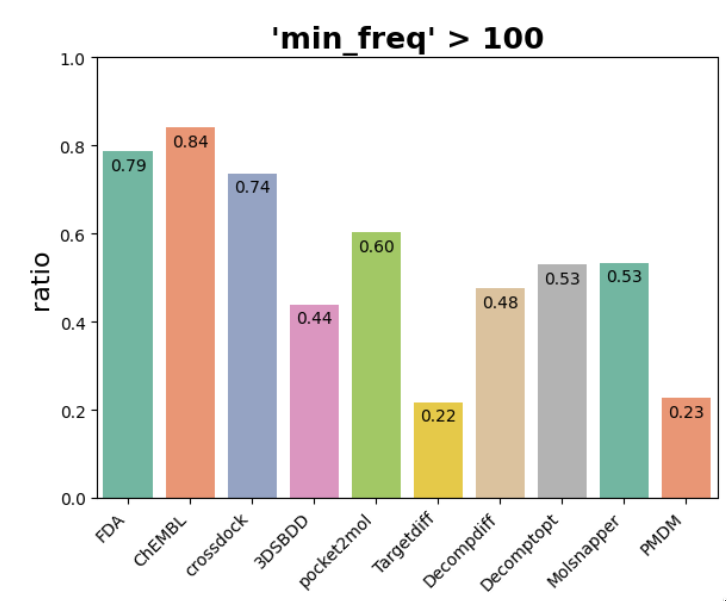 'min_freq' > 100
ratio
1.0
0.8
0.6
0.4
0.2
0.0
0.79
0.84
0.74
0.44
0.60
0.22
0.48
0.53
0.53
0.23
FDA
ChEMBL
crossdock
3DSBDD
pocket2mol
Targetdiff
Decompdiff
Decomptopt
Molsnapper
PMDM